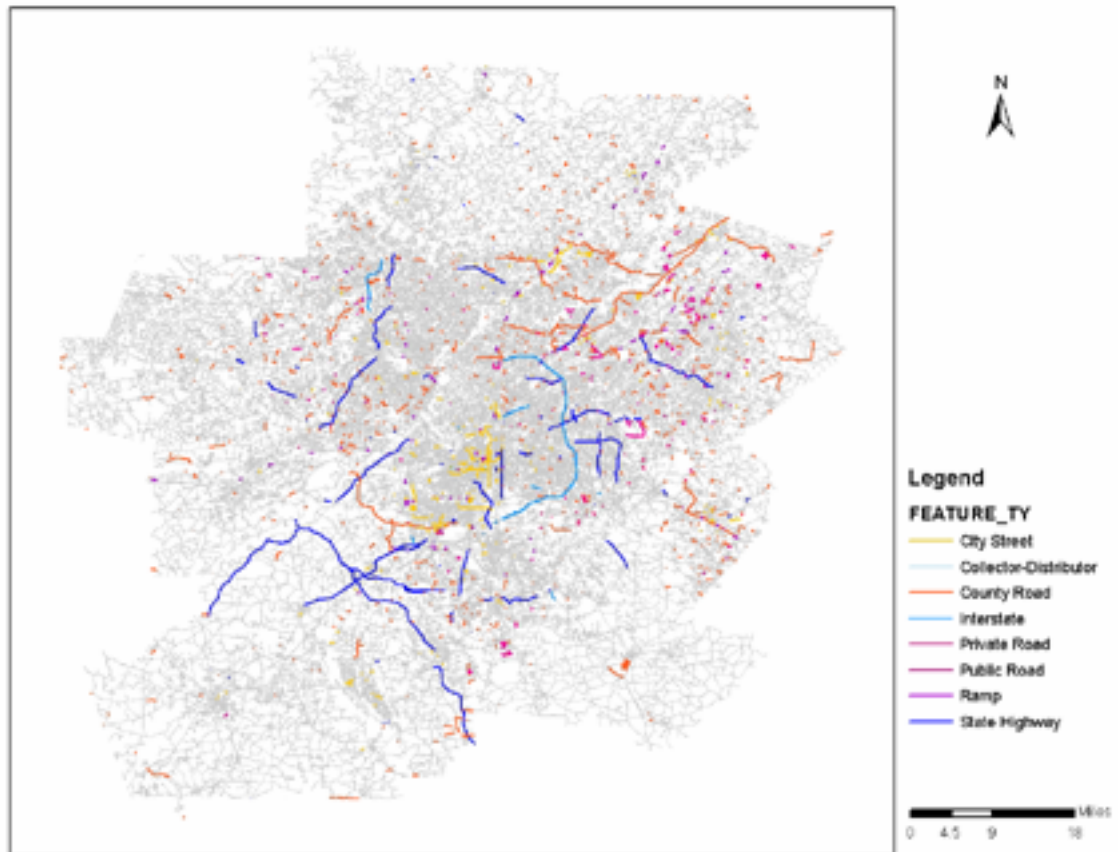 N
Legend
FEATURE_TY
City Street
Collector-Distributor
County Road
Interstate
Private Road
Public Road
Ramp
State Highway
Miles
0 4.5 9 18